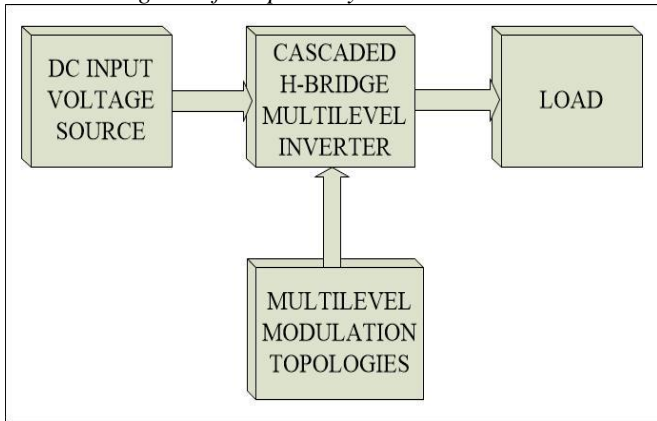 DC INPUT
VOLTAGE
SOURCE
CASCADED
H-BRIDGE
MULTILEVEL
INVERTER
LOAD
MULTILEVEL
MODULATION
TOPOLOGIES